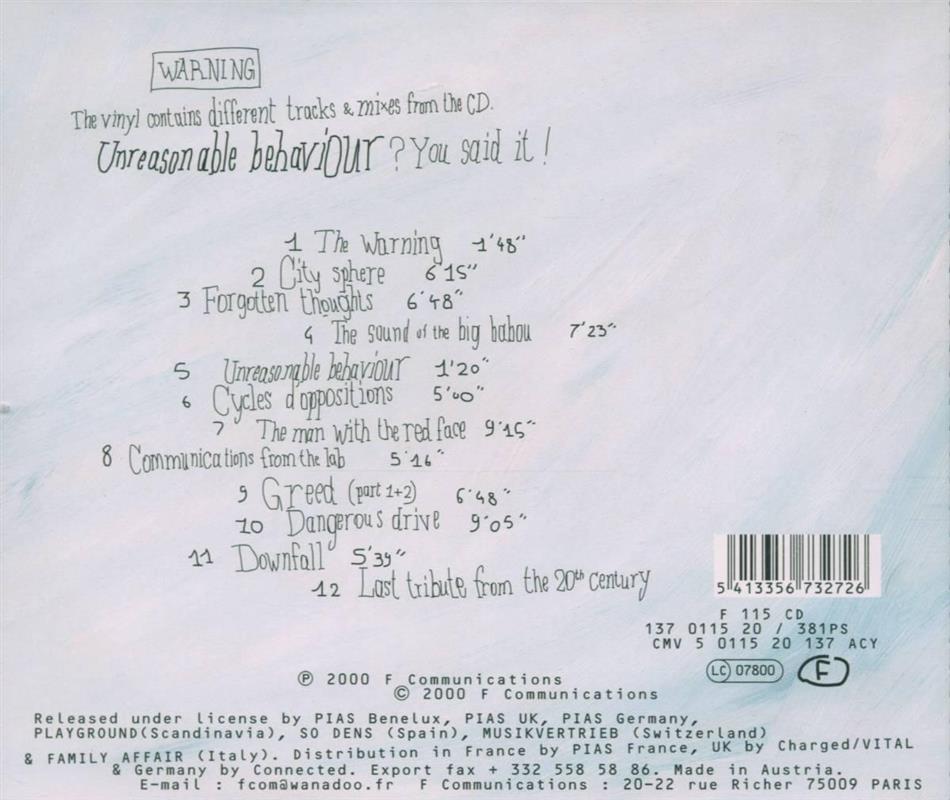 WARNING
The vinyl contains different tracks & mixes from the CD.
Unreasonable behaviour ? You said it !
1 The warning 1'48"
2 City sphere 6'15"
3 Forgotten thoughts 6'48"
4 The sound of the big babou 7'23"
5 Unreasonable behaviour 1'20"
6 Cycles d'oppositions 5'40"
7 The man with the red face 9'15"
8 Communications from the lab 5'16"
9 Greed (part 1+2) 6'48"
10 Dangerous drive 9'05"
11 Downfall 5'39"
12 Last tribute from the 20th century
5 413356 732726
F 115 CD
137 0115 20 / 381PS
CMV 5 0115 20 137 ACY
LC 07800 F
℗ 2000 F Communications
© 2000 F Communications
Released under license by PIAS Benelux, PIAS UK, PIAS Germany,
PLAYGROUND(Scandinavia), SO DENS (Spain), MUSIKVERTRIEB (Switzerland)
& FAMILY AFFAIR (Italy). Distribution in France by PIAS France, UK by Charged/VITAL
& Germany by Connected. Export fax + 332 558 58 86. Made in Austria.
E-mail : fcom@wanadoo.fr F Communications : 20-22 rue Richer 75009 PARIS